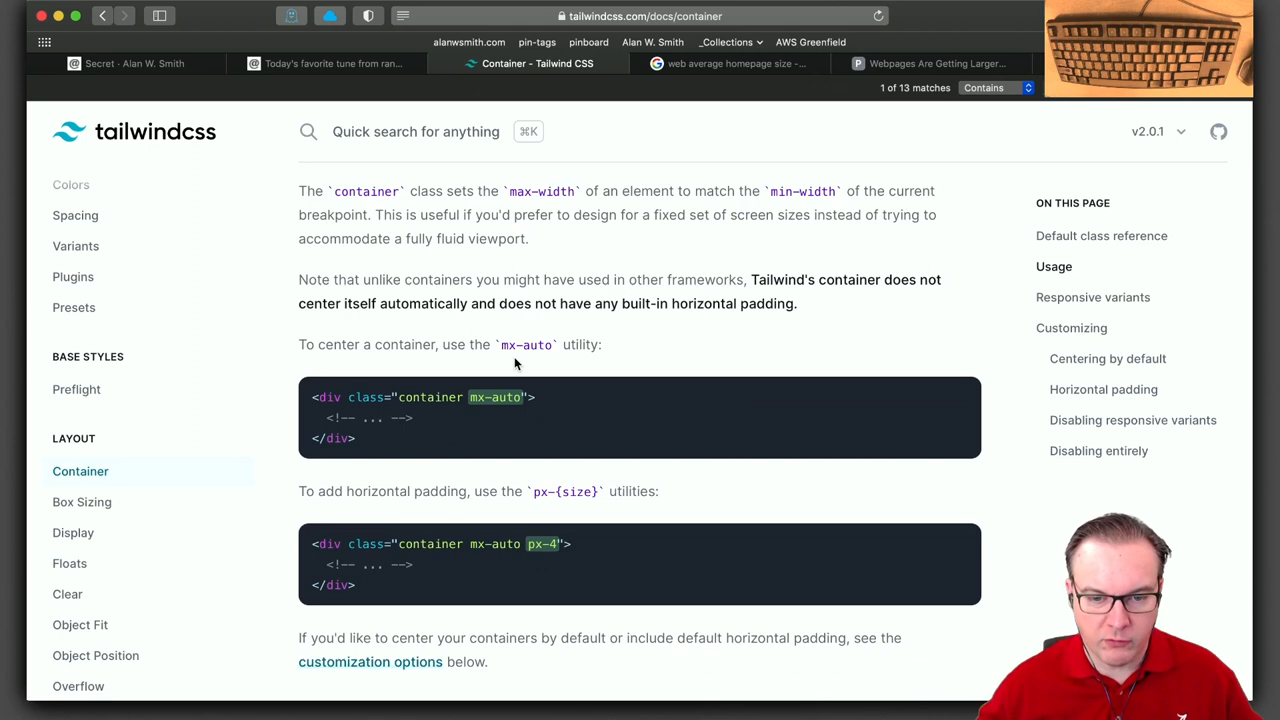 tailwindcss.com/docs/container
alanwsmith.com pin-tags pinboard Alan W. Smith _Collections AWS Greenfield
Secret · Alan W. Smith
Today's favorite tune from ran...
Container - Tailwind CSS
web average homepage size -...
Webpages Are Getting Larger...
1 of 13 matches Contains
tailwindcss
Quick search for anything ⌘K
v2.0.1
Colors
Spacing
Variants
Plugins
Presets
BASE STYLES
Preflight
LAYOUT
Container
Box Sizing
Display
Floats
Clear
Object Fit
Object Position
Overflow
The `container` class sets the `max-width` of an element to match the `min-width` of the current
breakpoint. This is useful if you'd prefer to design for a fixed set of screen sizes instead of trying to
accommodate a fully fluid viewport.
Note that unlike containers you might have used in other frameworks, Tailwind's container does not
center itself automatically and does not have any built-in horizontal padding.
To center a container, use the `mx-auto` utility:
<div class="container mx-auto">
<!-- ... -->
</div>
To add horizontal padding, use the `px-{size}` utilities:
<div class="container mx-auto px-4">
<!-- ... -->
</div>
If you'd like to center your containers by default or include default horizontal padding, see the
customization options below.
ON THIS PAGE
Default class reference
Usage
Responsive variants
Customizing
Centering by default
Horizontal padding
Disabling responsive variants
Disabling entirely